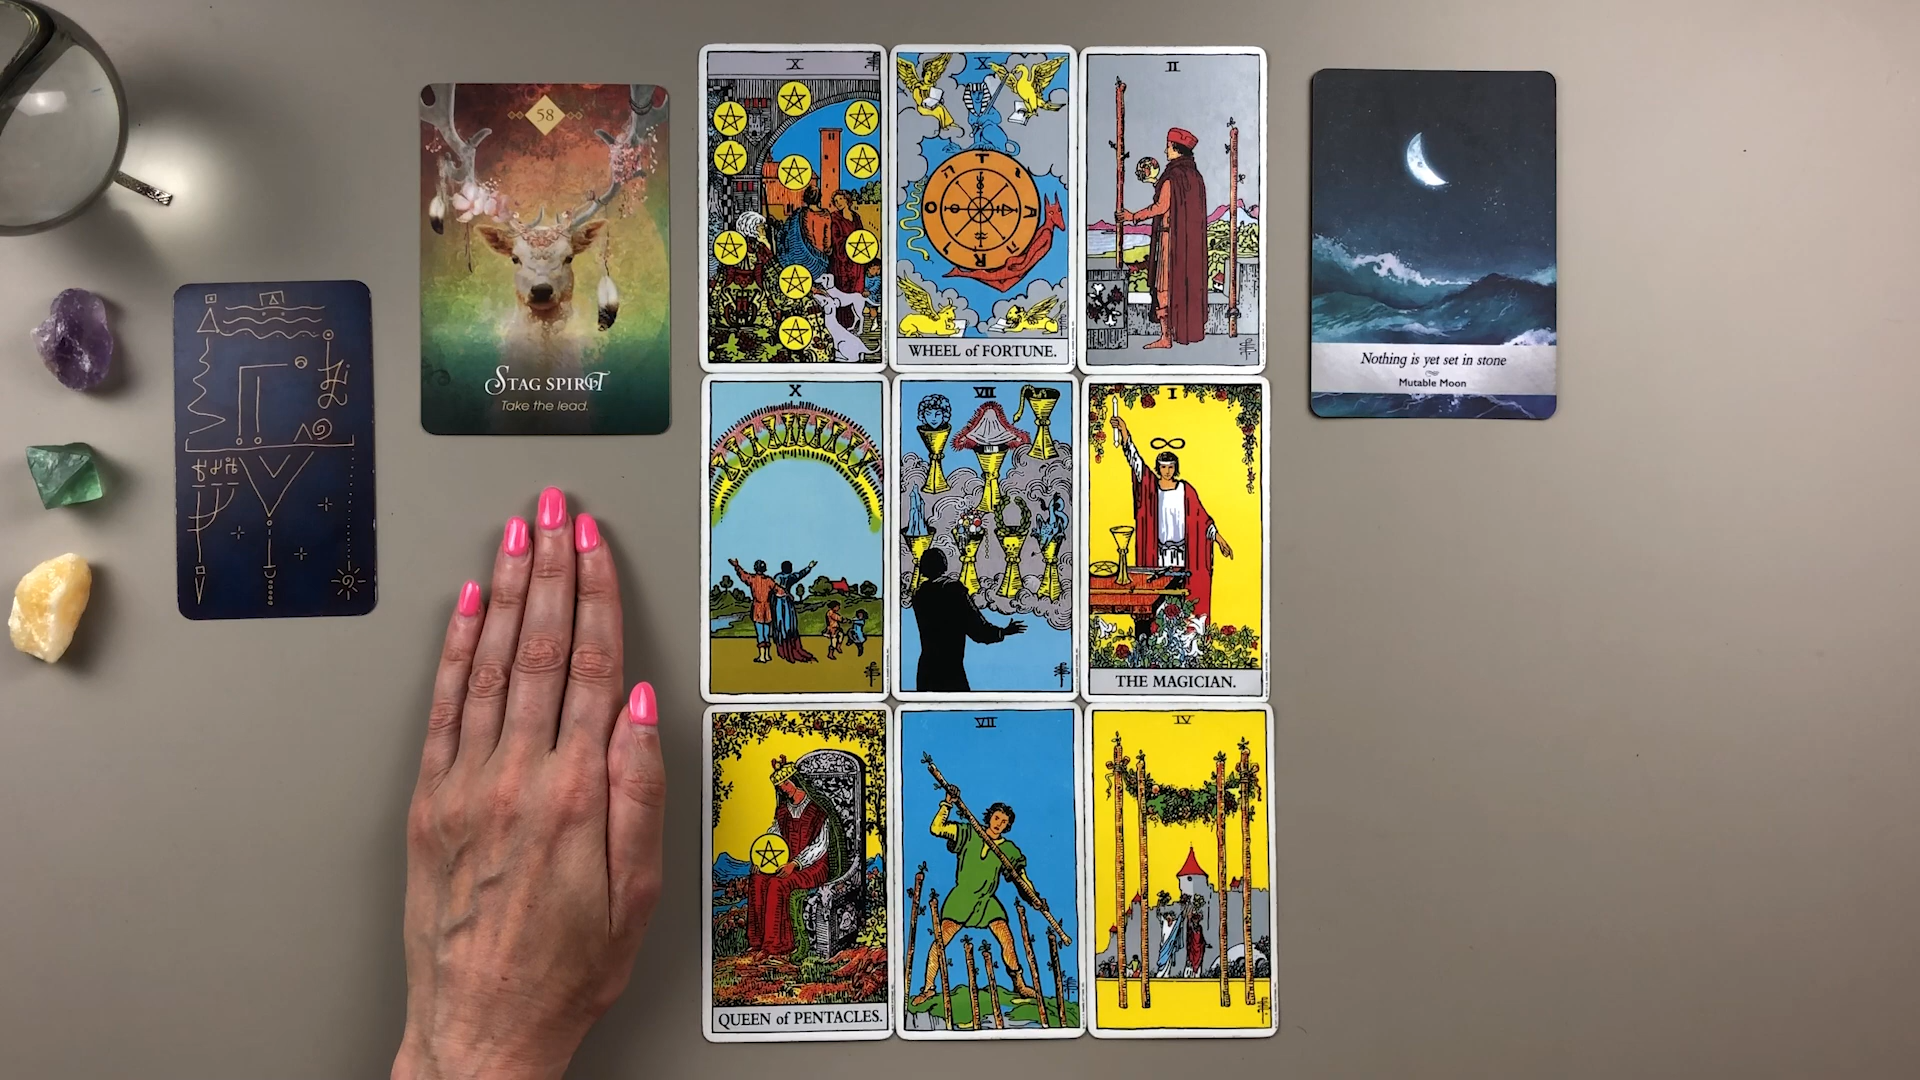 58
STAG SPIRIT
Take the lead.
X
X
WHEEL of FORTUNE.
II
X
VII
I
THE MAGICIAN.
QUEEN of PENTACLES.
VII
IV
Nothing is yet set in stone
Mutable Moon